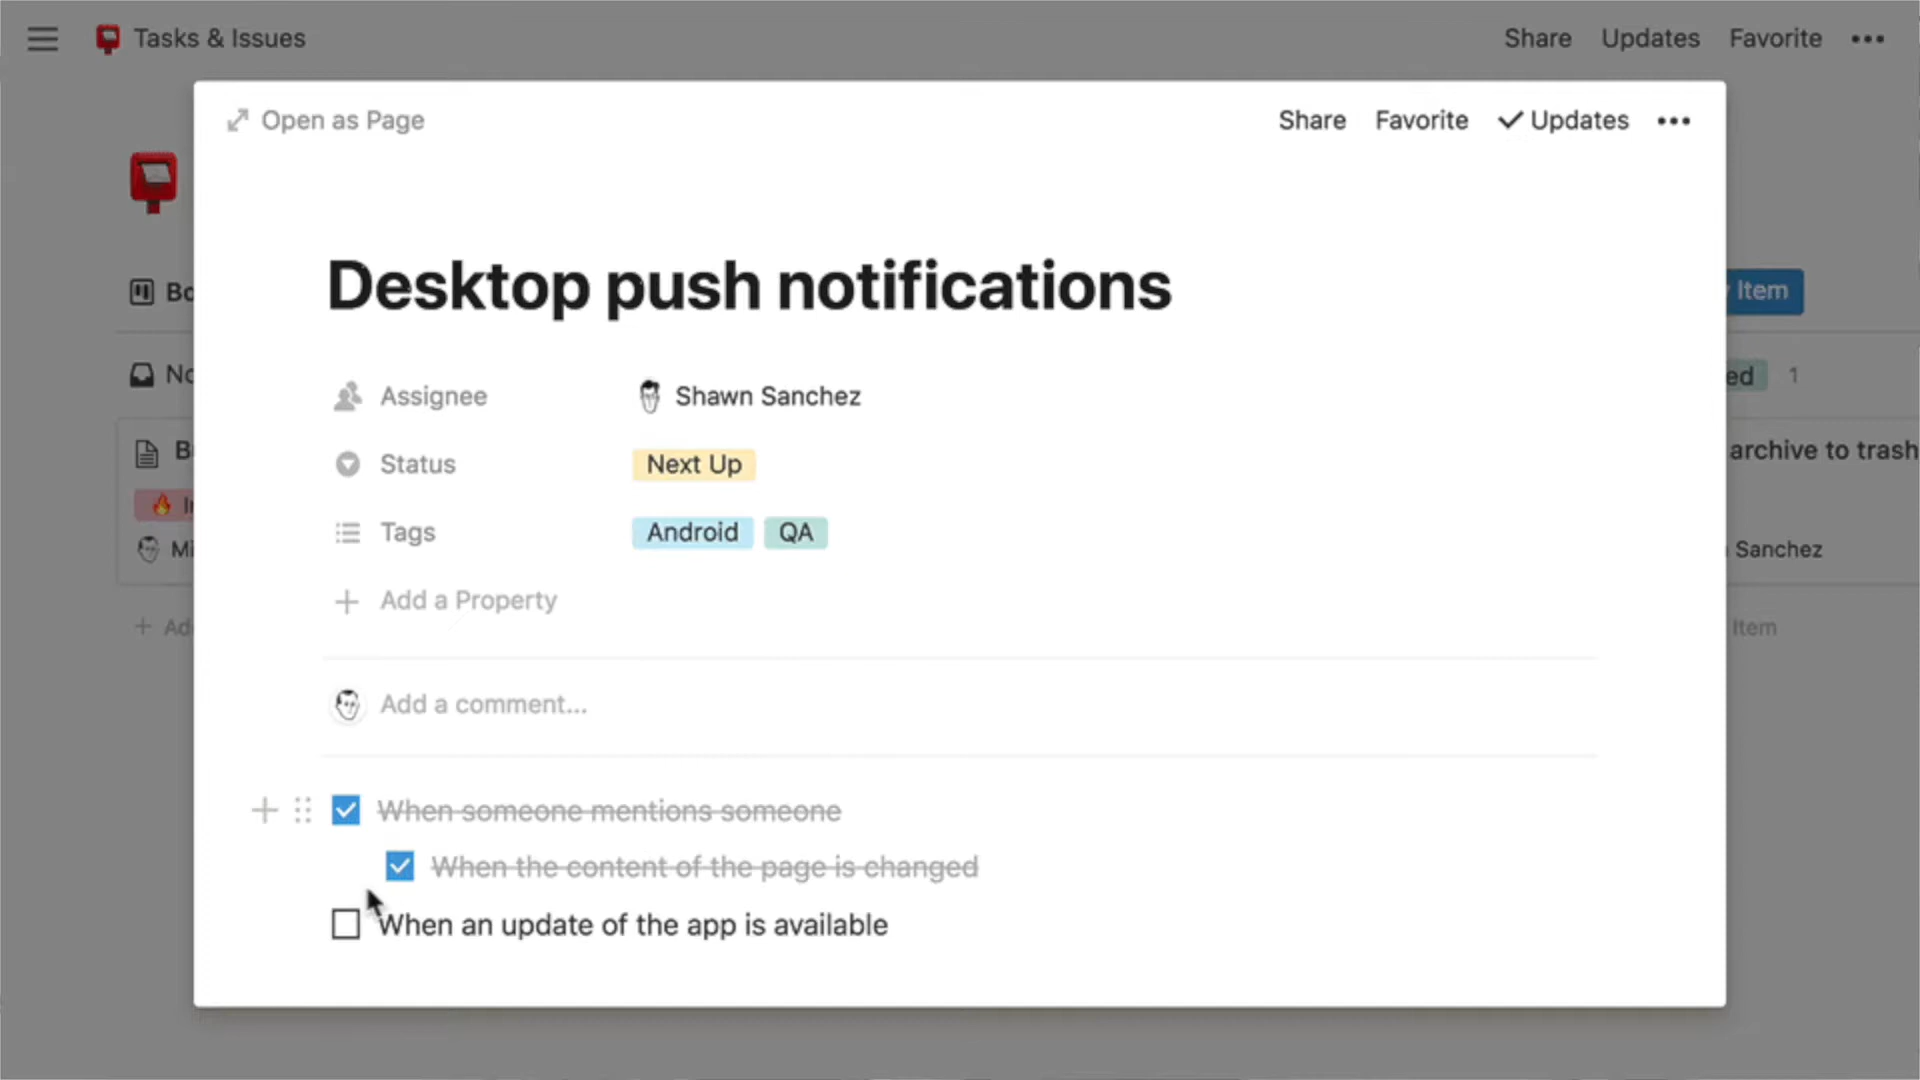 Tasks & Issues
Share Updates Favorite
Open as Page
Share Favorite Updates
Desktop push notifications
Item
Assignee Shawn Sanchez
1
Status Next Up
archive to trash
Tags Android QA
Sanchez
Add a Property
Item
Add a comment...
When someone mentions someone
When the content of the page is changed
When an update of the app is available